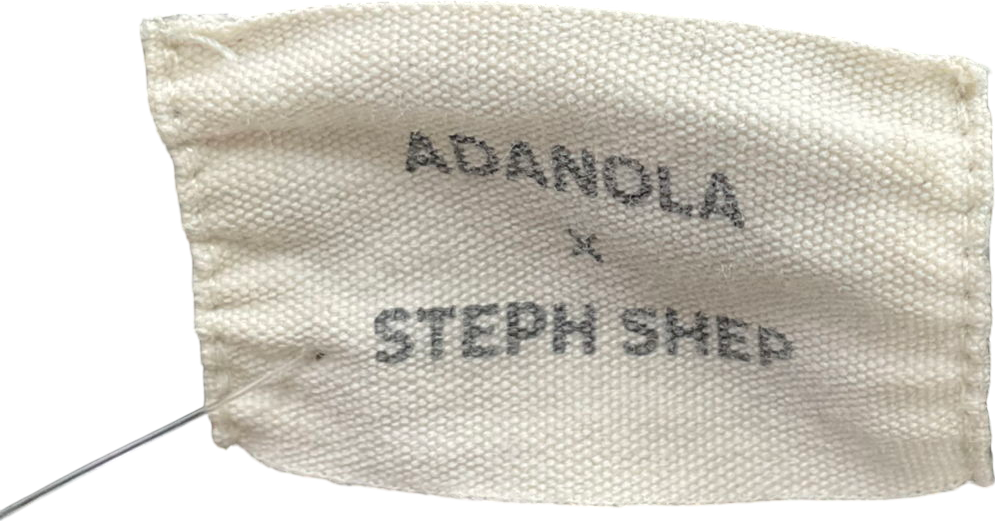 ADANOLA
x
STEPH SHEP